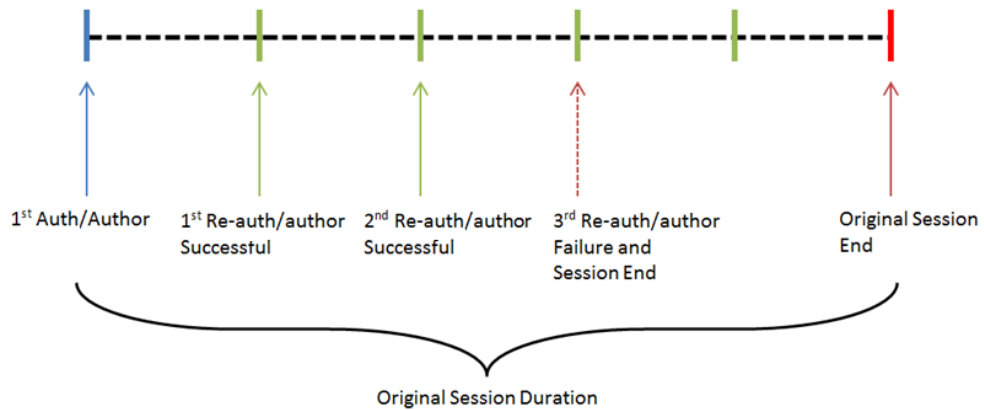 1st Auth/Author
1st Re-auth/author
Successful
2nd Re-auth/author
Successful
3rd Re-auth/author
Failure and
Session End
Original Session
End
Original Session Duration